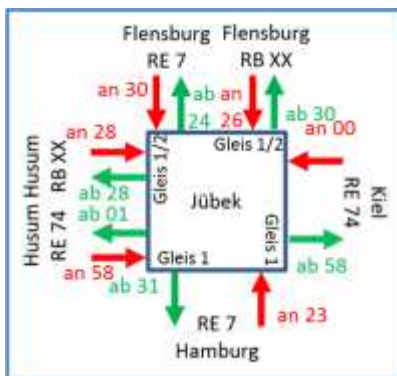 Flensburg Flensburg
RE 7 RB XX
an 30 ab an ab 30
24 26
an 28 Gleis 1/2 an 00
Gleis 1/2
Husum Husum
RB XX
ab 28
ab 01
RE 74
an 58
Jübek
Kiel
RE 74
Gleis 1
Gleis 1
ab 58
ab 31
RE 7 an 23
Hamburg